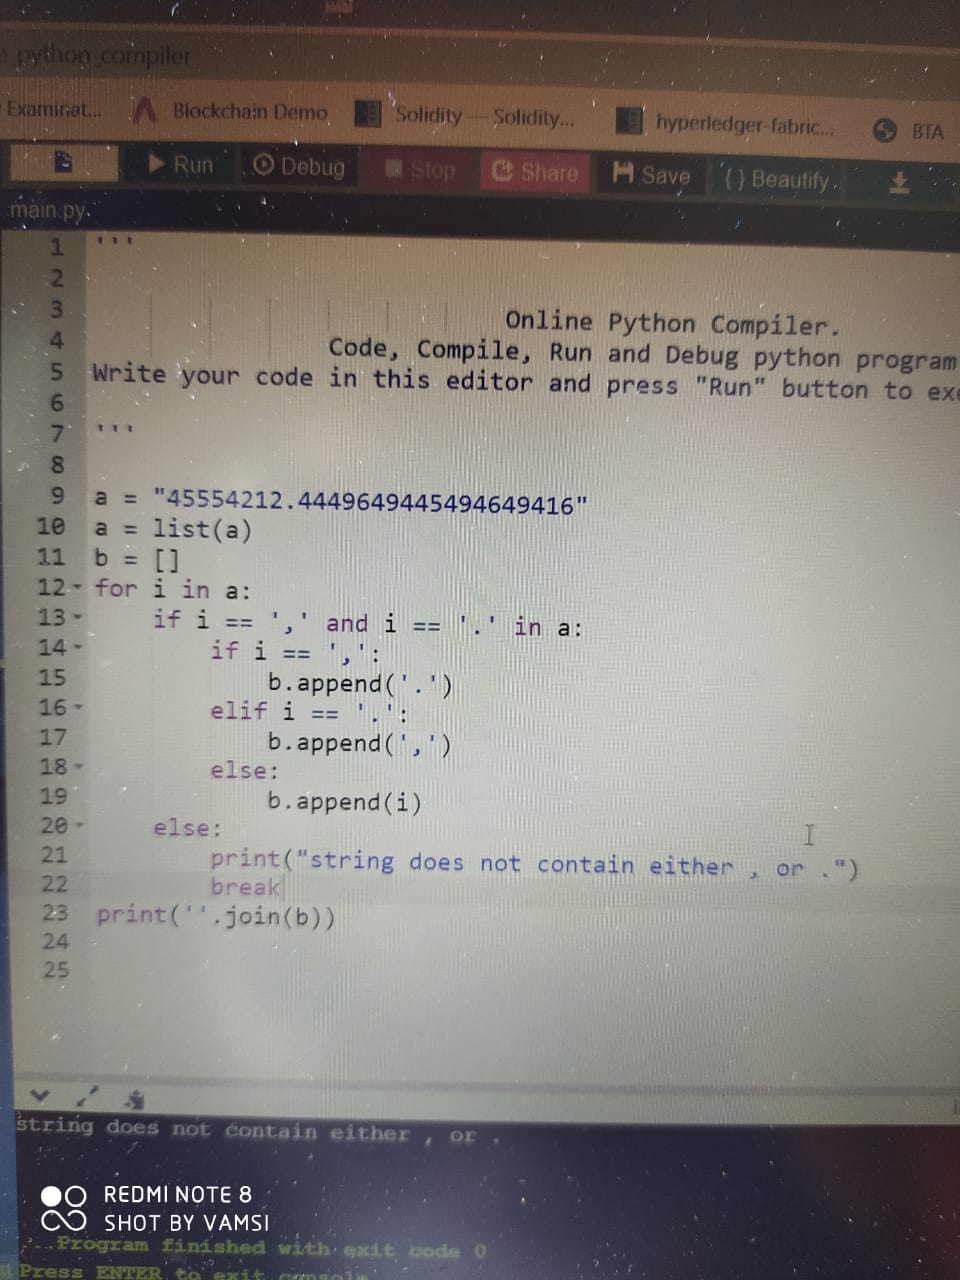 python_compiler
Examinat... Blockchain Demo Solidity — Solidity... hyperledger-fabric... BTA
Run Debug Stop Share Save {} Beautify
main.py
1 '''
2
3 Online Python Compiler.
4 Code, Compile, Run and Debug python program
5 Write your code in this editor and press "Run" button to exe
6
7 '''
8
9 a = "45554212.4449649445494649416"
10 a = list(a)
11 b = []
12 for i in a:
13 if i == ',' and i == '.' in a:
14 if i == ',':
15 b.append('.')
16 elif i == '.':
17 b.append(',')
18 else:
19 b.append(i)
20 else:
21 print("string does not contain either , or .")
22 break
23 print(''.join(b))
24
25
string does not contain either , or .
REDMI NOTE 8
SHOT BY VAMSI
...Program finished with exit code 0
Press ENTER to exit console